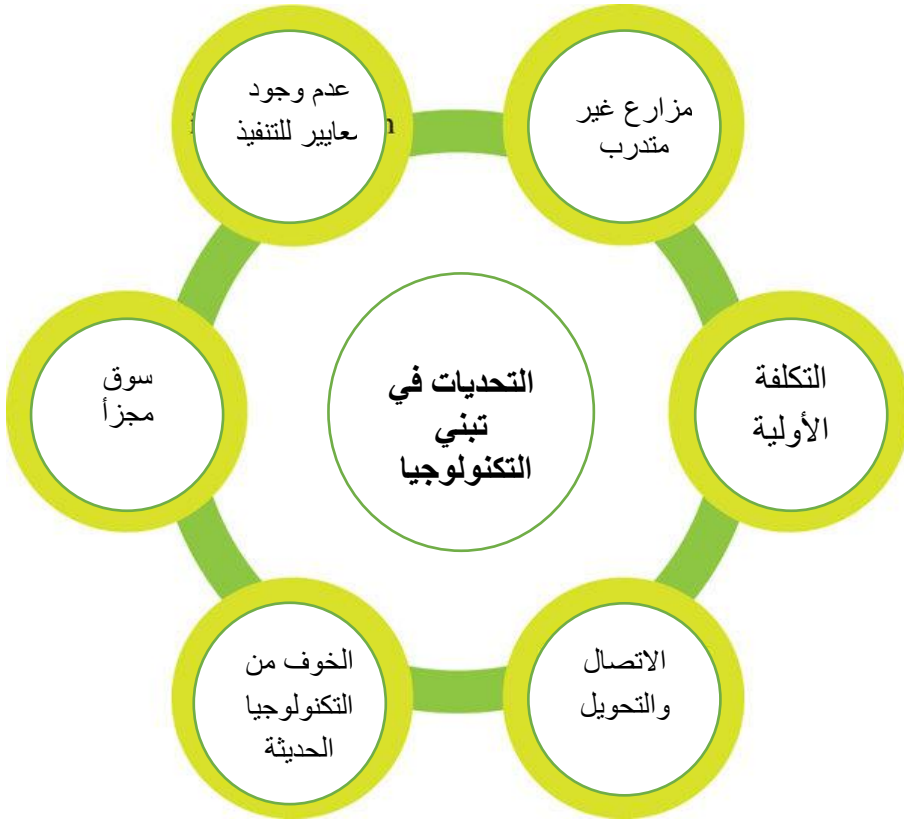 عدم وجود
معايير للتنفيذ
مزارع غير
متدرب
سوق
مجزأ
التحديات في
تبني
التكنولوجيا
التكلفة
الأولية
الخوف من
التكنولوجيا
الحديثة
الاتصال
والتحويل